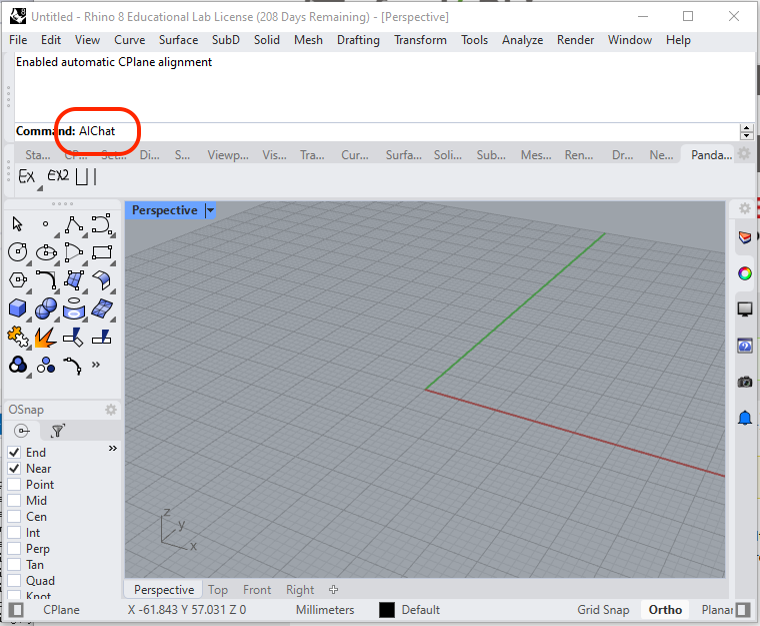 Untitled - Rhino 8 Educational Lab License (208 Days Remaining) - [Perspective]
File Edit View Curve Surface SubD Solid Mesh Drafting Transform Tools Analyze Render Window Help
Enabled automatic CPlane alignment
Command: AIChat
Sta... CP... Set... Di... S... Viewp... Vis... Tra... Cur... Surfa... Soli... Sub... Mes... Ren... Dr... Ne... Panda...
EX EX2
Perspective
OSnap
End
Near
Point
Mid
Cen
Int
Perp
Tan
Quad
Knot
z
y
x
Perspective Top Front Right
CPlane X -61.843 Y 57.031 Z 0 Millimeters Default Grid Snap Ortho Planar